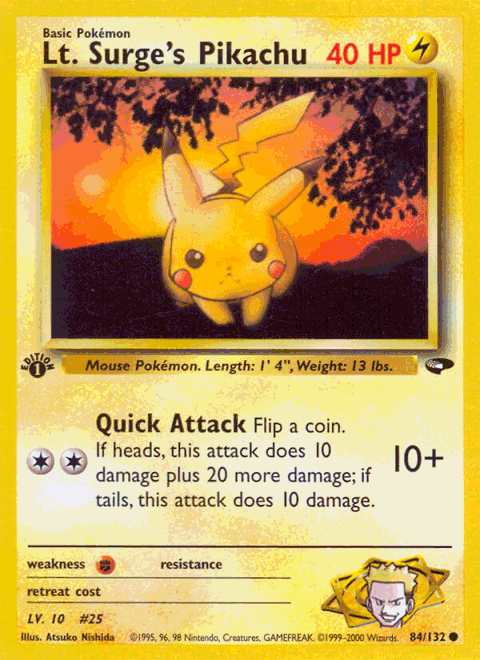 Basic Pokémon
Lt. Surge's Pikachu 40 HP
EDITION
1
Mouse Pokémon. Length: 1' 4", Weight: 13 lbs.
Quick Attack Flip a coin.
If heads, this attack does 10
damage plus 20 more damage; if
tails, this attack does 10 damage.
10+
weakness resistance
retreat cost
LV. 10 #25
Illus. Atsuko Nishida ©1995, 96, 98 Nintendo, Creatures, GAMEFREAK. ©1999-2000 Wizards. 84/132